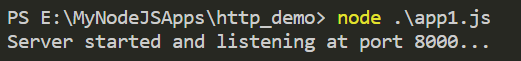 PS E:\MyNodeJSApps\http_demo> node .\app1.js
Server started and listening at port 8000...